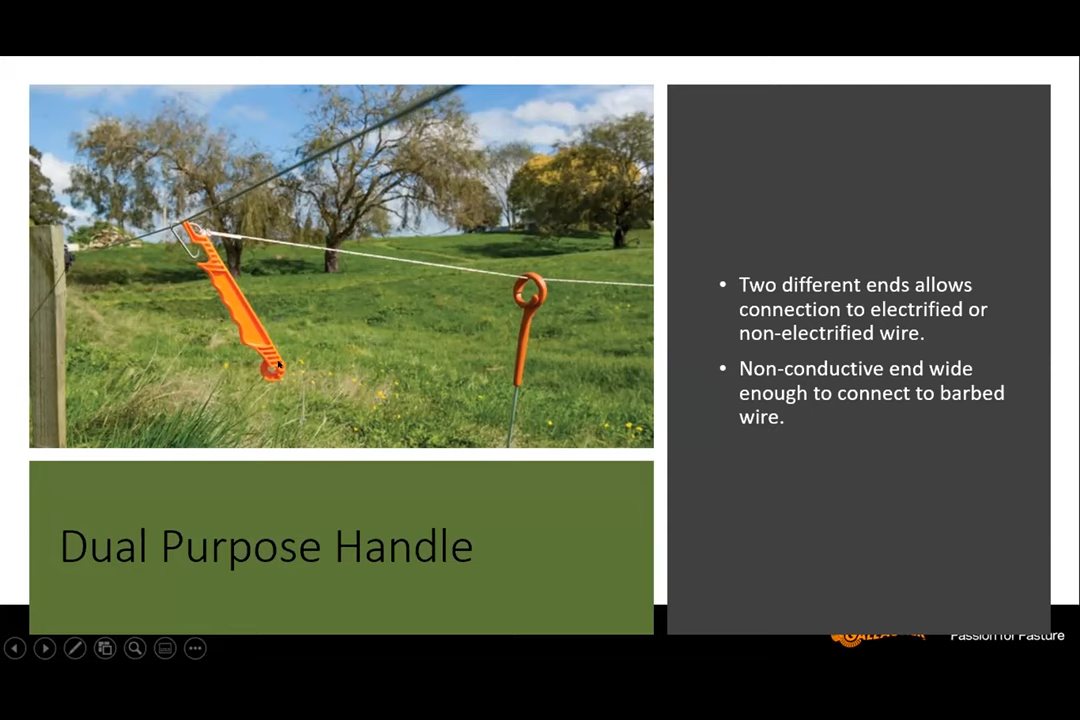 • Two different ends allows
connection to electrified or
non-electrified wire.
• Non-conductive end wide
enough to connect to barbed
wire.
Dual Purpose Handle
Passion for Pasture